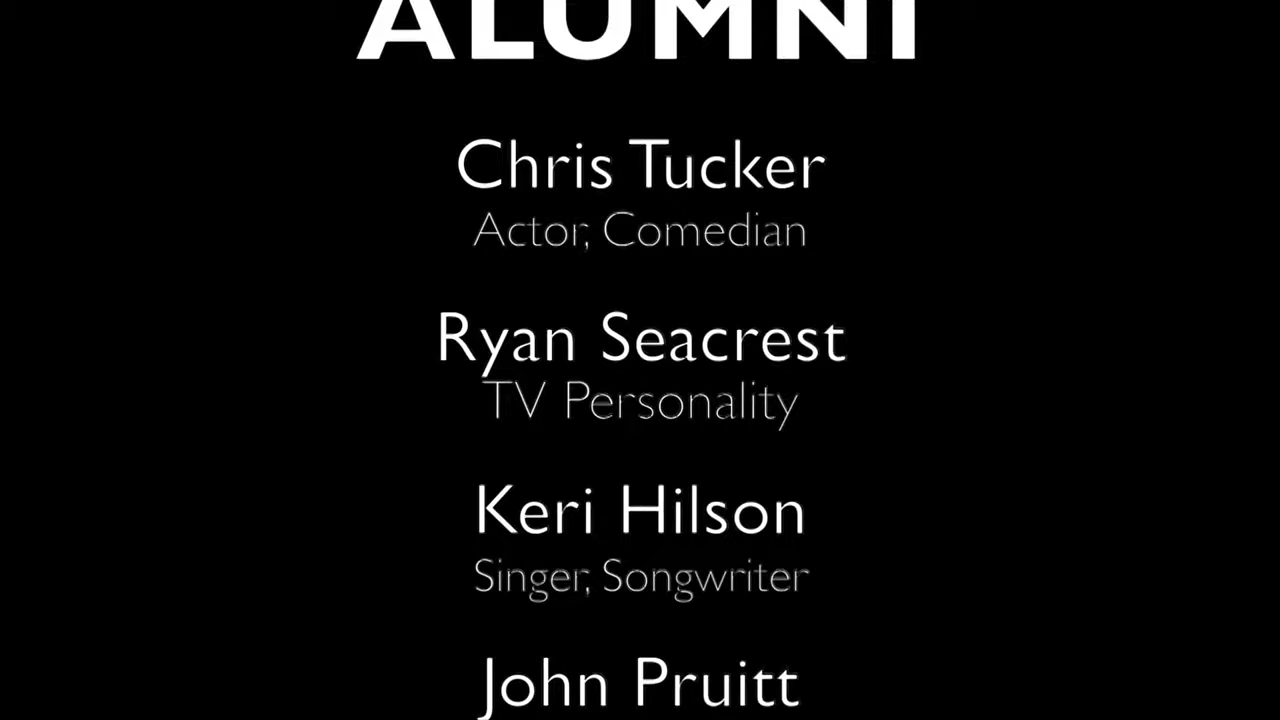 ALUMNI
Chris Tucker
Actor, Comedian
Ryan Seacrest
TV Personality
Keri Hilson
Singer, Songwriter
John Pruitt